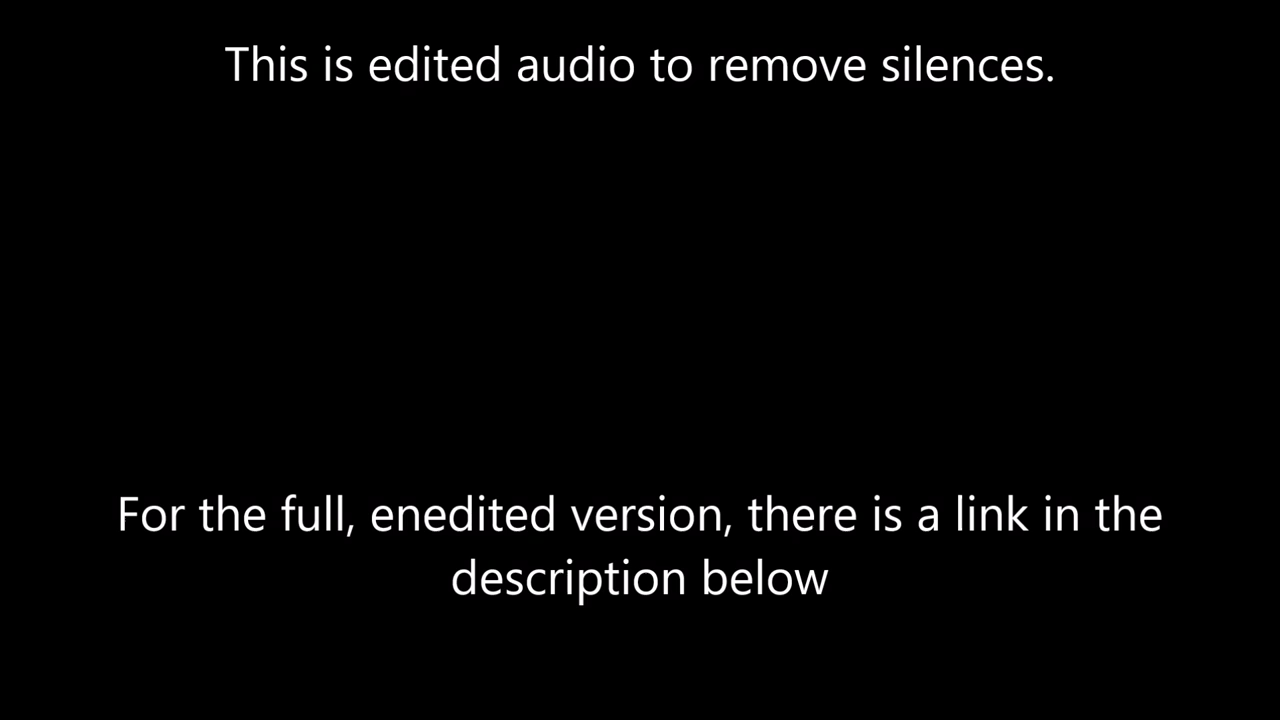 This is edited audio to remove silences.
For the full, enedited version, there is a link in the
description below